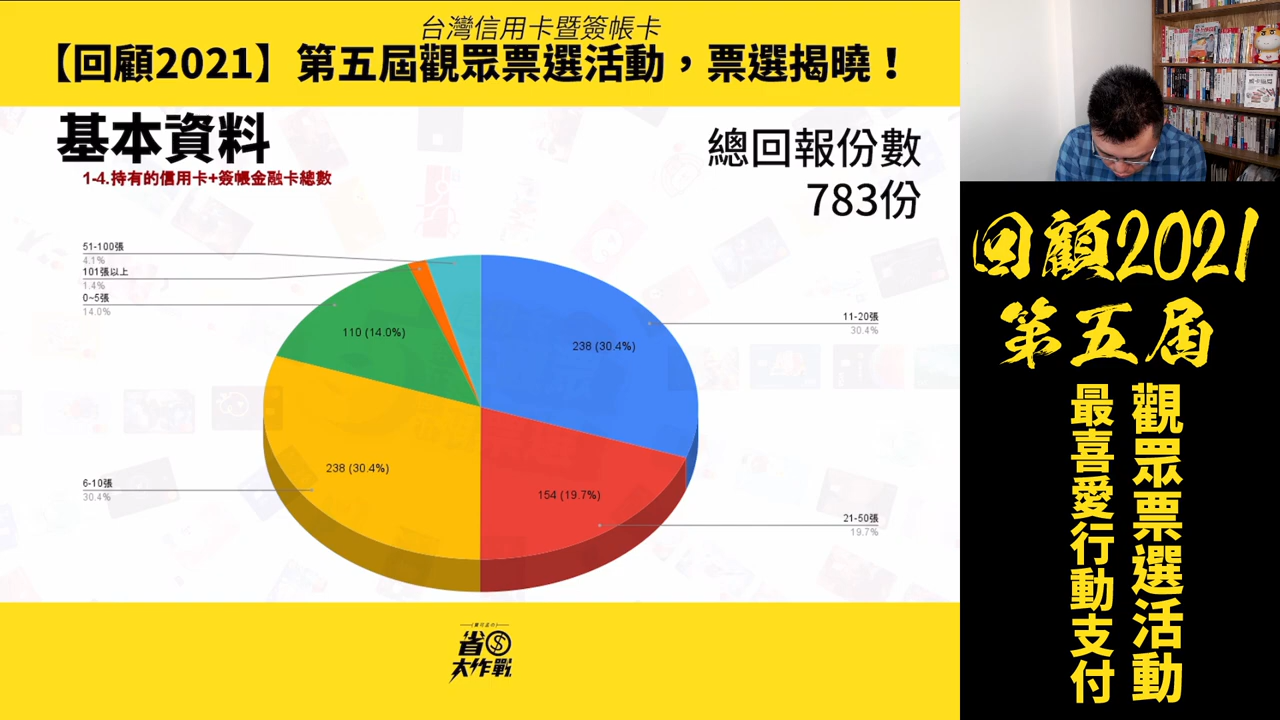 台灣信用卡暨簽帳卡
【回顧2021】第五屆觀眾票選活動，票選揭曉！
基本資料
1-4.持有的信用卡+簽帳金融卡總數
總回報份數
783份
51-100張
4.1%
101張以上
1.4%
0~5張
14.0%
6-10張
30.4%
11-20張
30.4%
21-50張
19.7%
110 (14.0%)
238 (30.4%)
238 (30.4%)
154 (19.7%)
省
大作戰
回顧2021
第五屆
觀眾票選活動
最喜愛行動支付